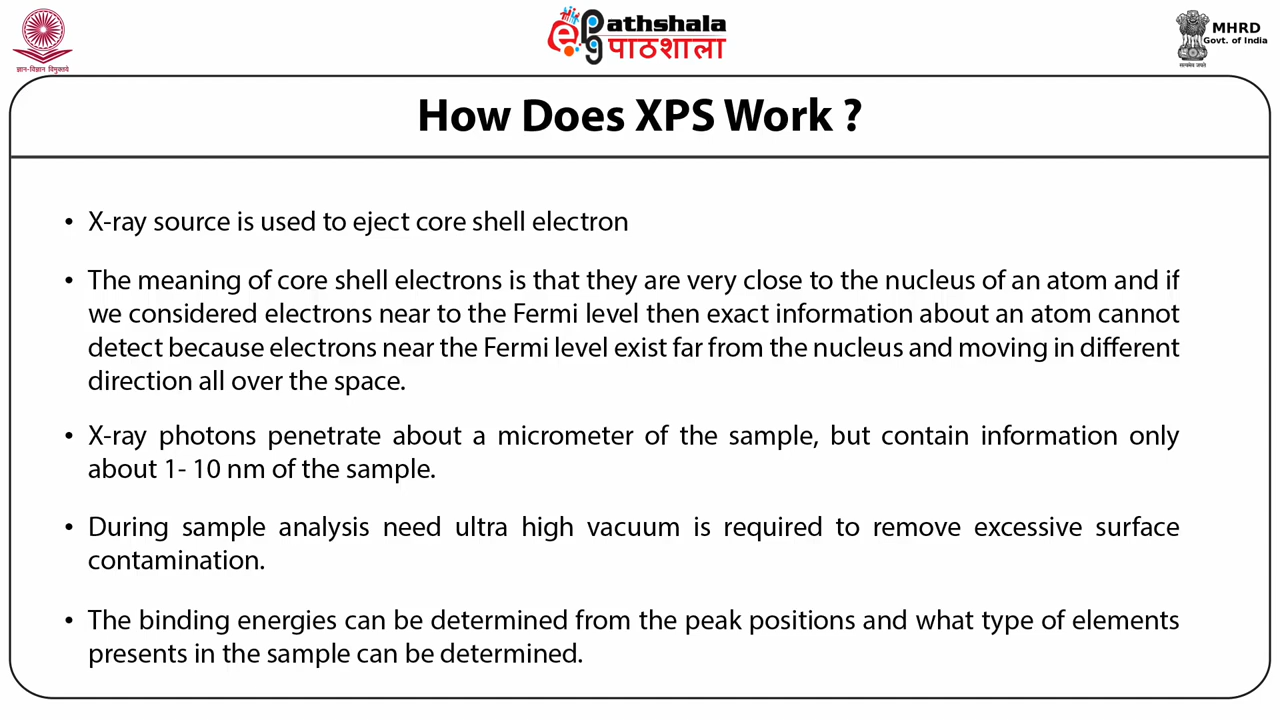 ePgathshala
पाठशाला
ज्ञान-विज्ञान विमुक्तये
MHRD
Govt. of India
सत्यमेव जयते
How Does XPS Work ?
• X-ray source is used to eject core shell electron
• The meaning of core shell electrons is that they are very close to the nucleus of an atom and if
we considered electrons near to the Fermi level then exact information about an atom cannot
detect because electrons near the Fermi level exist far from the nucleus and moving in different
direction all over the space.
• X-ray photons penetrate about a micrometer of the sample, but contain information only
about 1- 10 nm of the sample.
• During sample analysis need ultra high vacuum is required to remove excessive surface
contamination.
• The binding energies can be determined from the peak positions and what type of elements
presents in the sample can be determined.